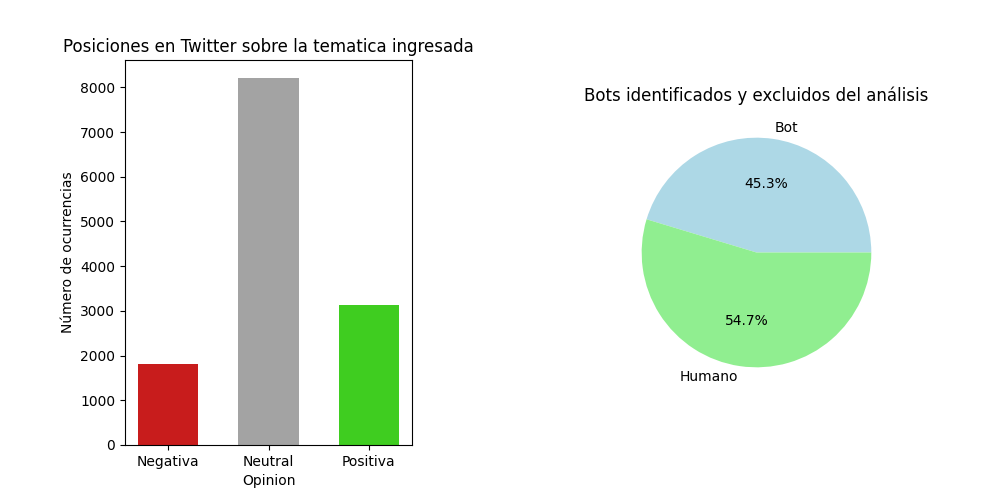 Posiciones en Twitter sobre la tematica ingresada
Número de ocurrencias
8000
7000
6000
5000
4000
3000
2000
1000
0
Negativa
Neutral
Positiva
Opinion
Bots identificados y excluidos del análisis
Bot
45.3%
54.7%
Humano